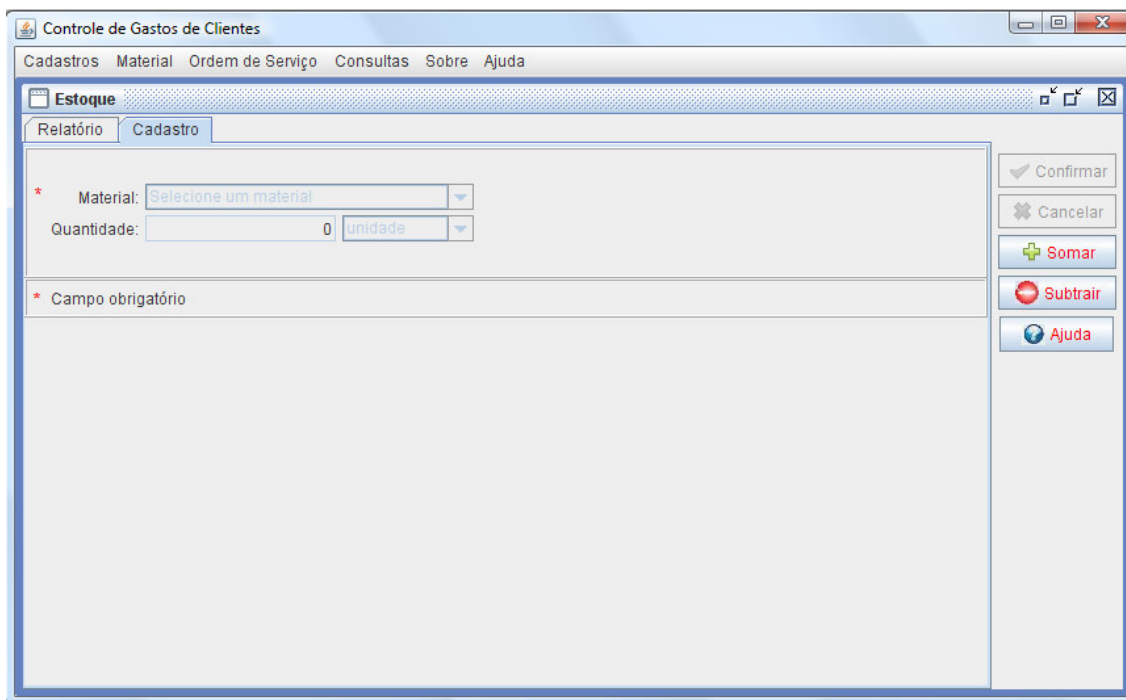 Controle de Gastos de Clientes
Cadastros Material Ordem de Serviço Consultas Sobre Ajuda
Estoque
Relatório Cadastro
* Material: Selecione um material
Quantidade: 0 unidade
* Campo obrigatório
Confirmar
Cancelar
Somar
Subtrair
Ajuda